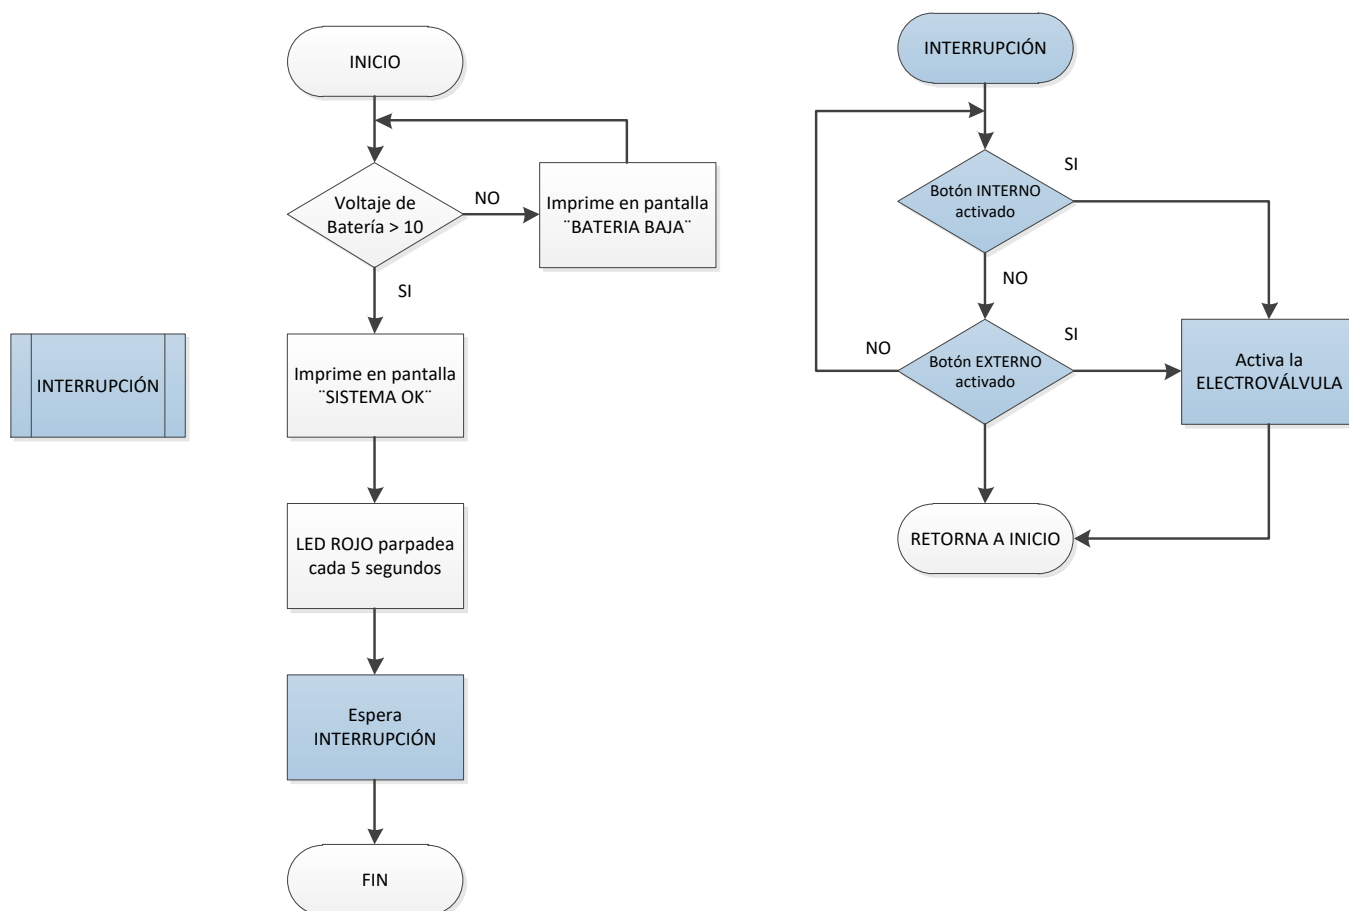 INICIO
Voltaje de
Batería > 10
NO
Imprime en pantalla
¨BATERIA BAJA¨
SI
Imprime en pantalla
¨SISTEMA OK¨
LED ROJO parpadea
cada 5 segundos
Espera
INTERRUPCIÓN
FIN
INTERRUPCIÓN
INTERRUPCIÓN
Botón INTERNO
activado
SI
NO
Botón EXTERNO
activado
NO
SI
Activa la
ELECTROVÁLVULA
RETORNA A INICIO